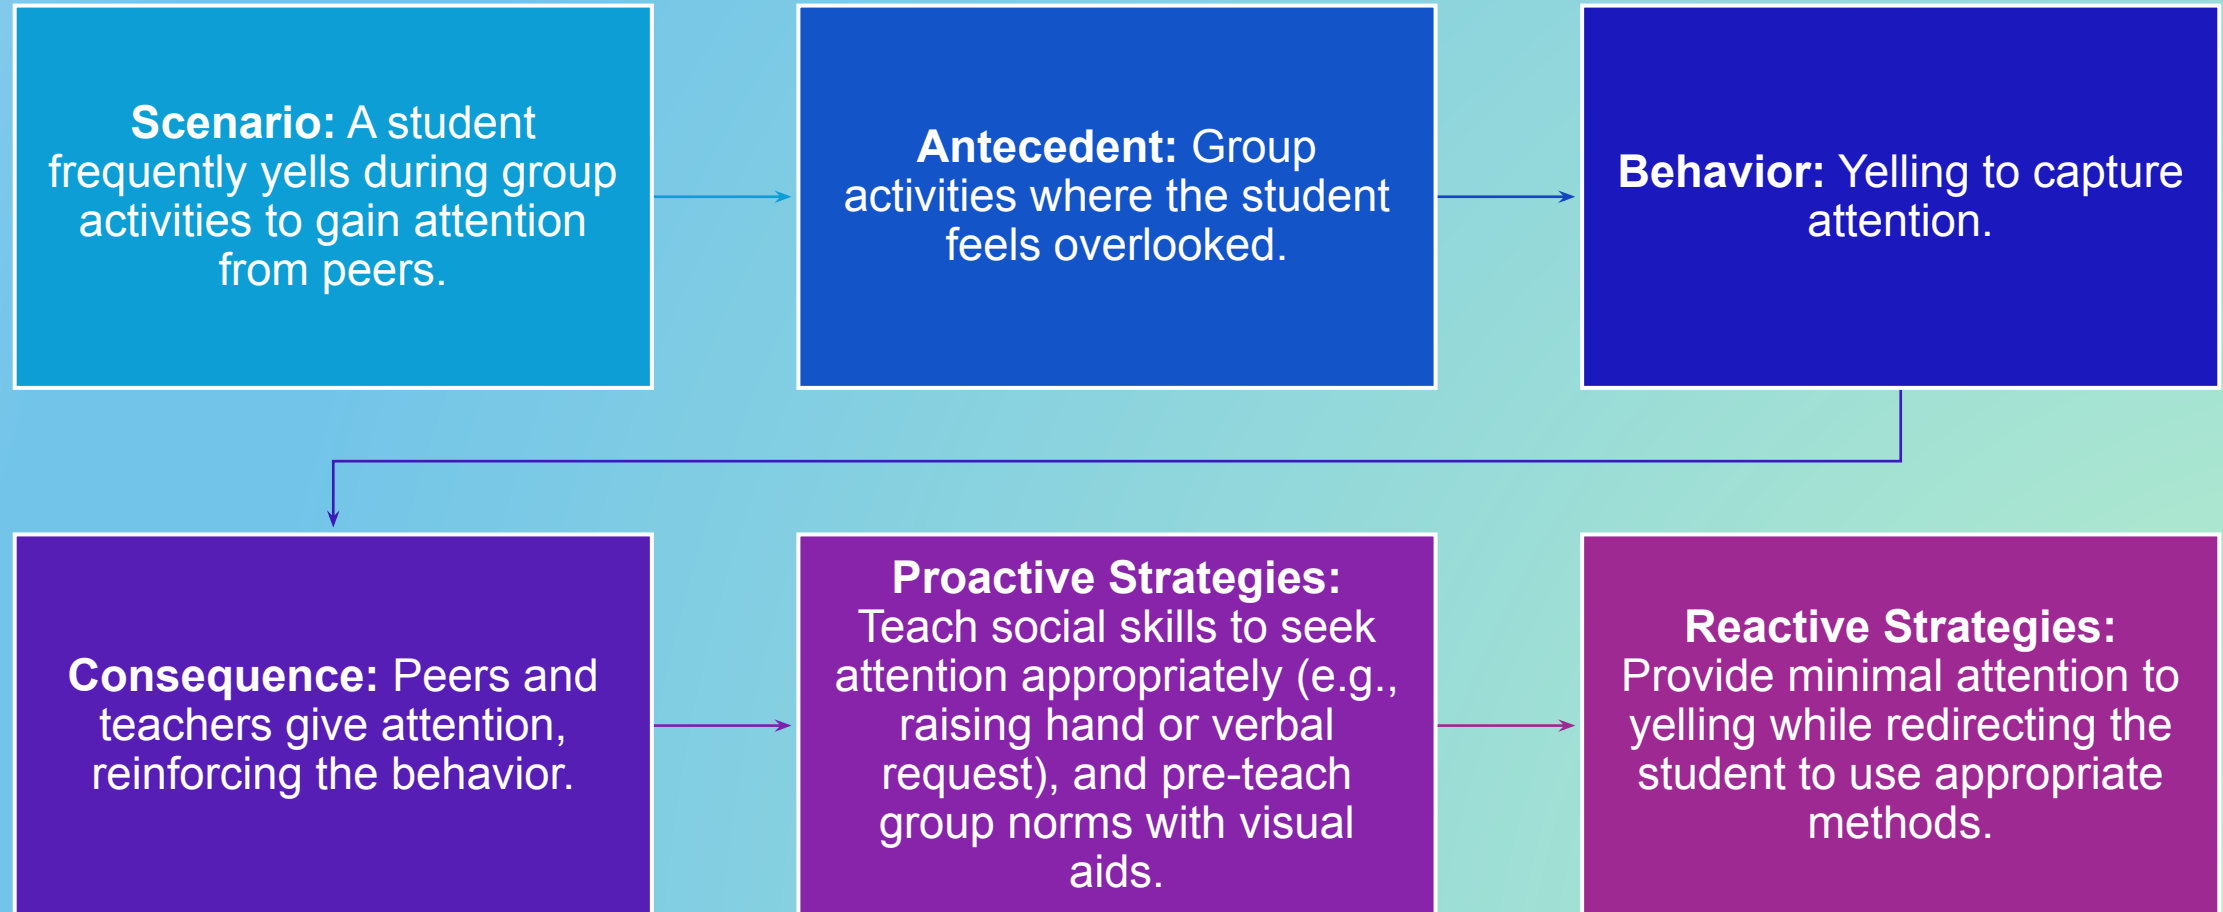 Scenario: A student
frequently yells during group
activities to gain attention
from peers.
Antecedent: Group
activities where the student
feels overlooked.
Behavior: Yelling to capture
attention.
Consequence: Peers and
teachers give attention,
reinforcing the behavior.
Proactive Strategies:
Teach social skills to seek
attention appropriately (e.g.,
raising hand or verbal
request), and pre-teach
group norms with visual
aids.
Reactive Strategies:
Provide minimal attention to
yelling while redirecting the
student to use appropriate
methods.